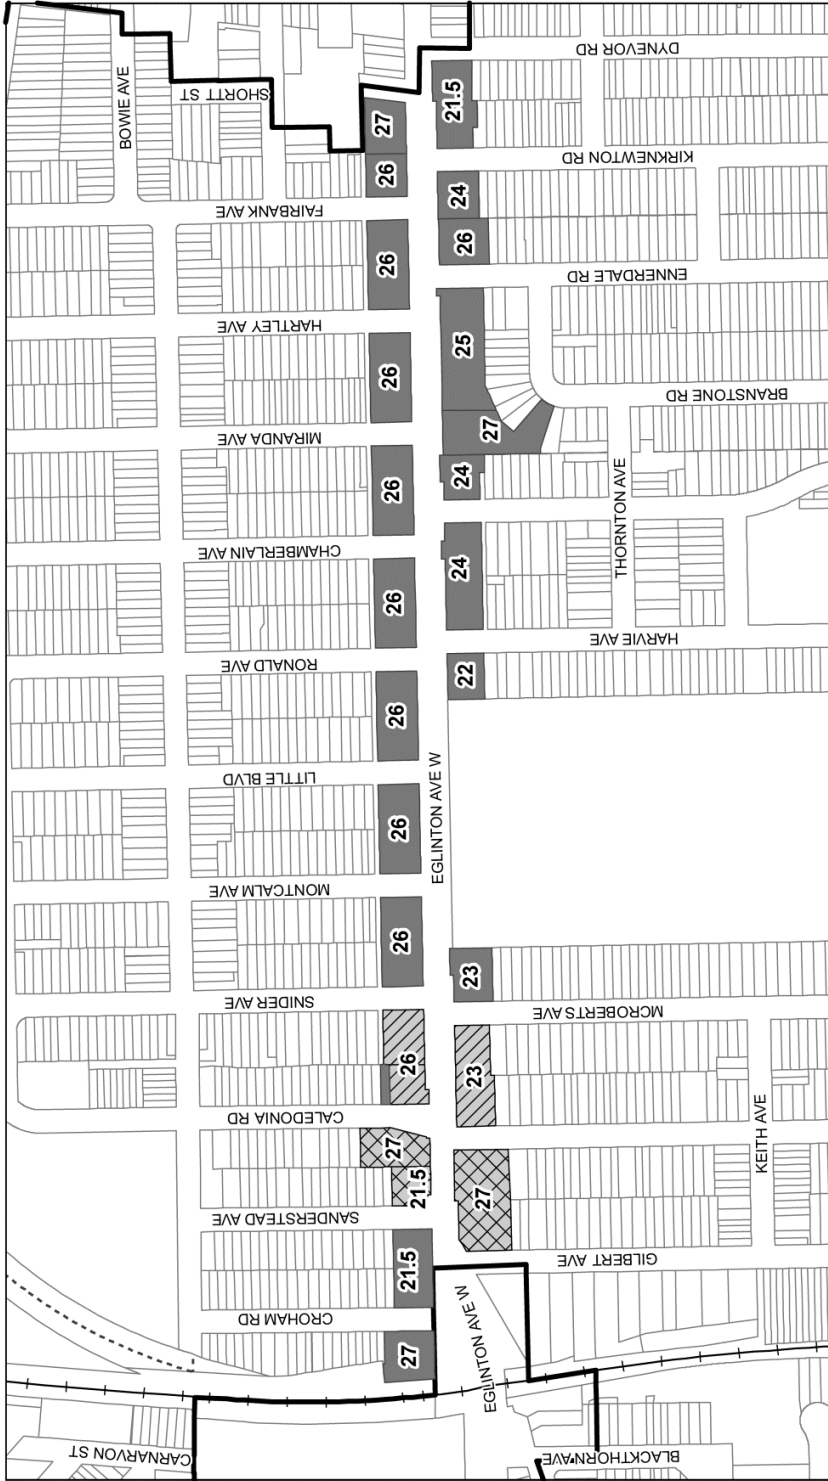 DYNEVOR RD
BOWIE AVE
SHORTT ST
21.5
27
KIRKNEWTON RD
26
24
FAIRBANK AVE
26
26
ENNERDALE RD
HARTLEY AVE
25
26
BRANSTONE RD
27
MIRANDA AVE
24
26
THORNTON AVE
CHAMBERLAIN AVE
24
26
HARVIE AVE
RONALD AVE
22
26
LITTLE BLVD
EGLINTON AVE W
26
MONTCALM AVE
26
23
SNIDER AVE
MCROBERTS AVE
26
23
CALEDONIA RD
KEITH AVE
27
21.5
27
SANDERSTEAD AVE
GILBERT AVE
21.5
CROHAM RD
EGLINTON AVE W
27
CARNARVON ST
BLACKTHORN AVE